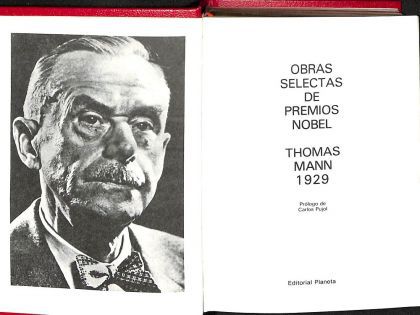 OBRAS
SELECTAS
DE
PREMIOS
NOBEL
THOMAS
MANN
1929
Prólogo de
Carlos Pujol
Editorial Planeta